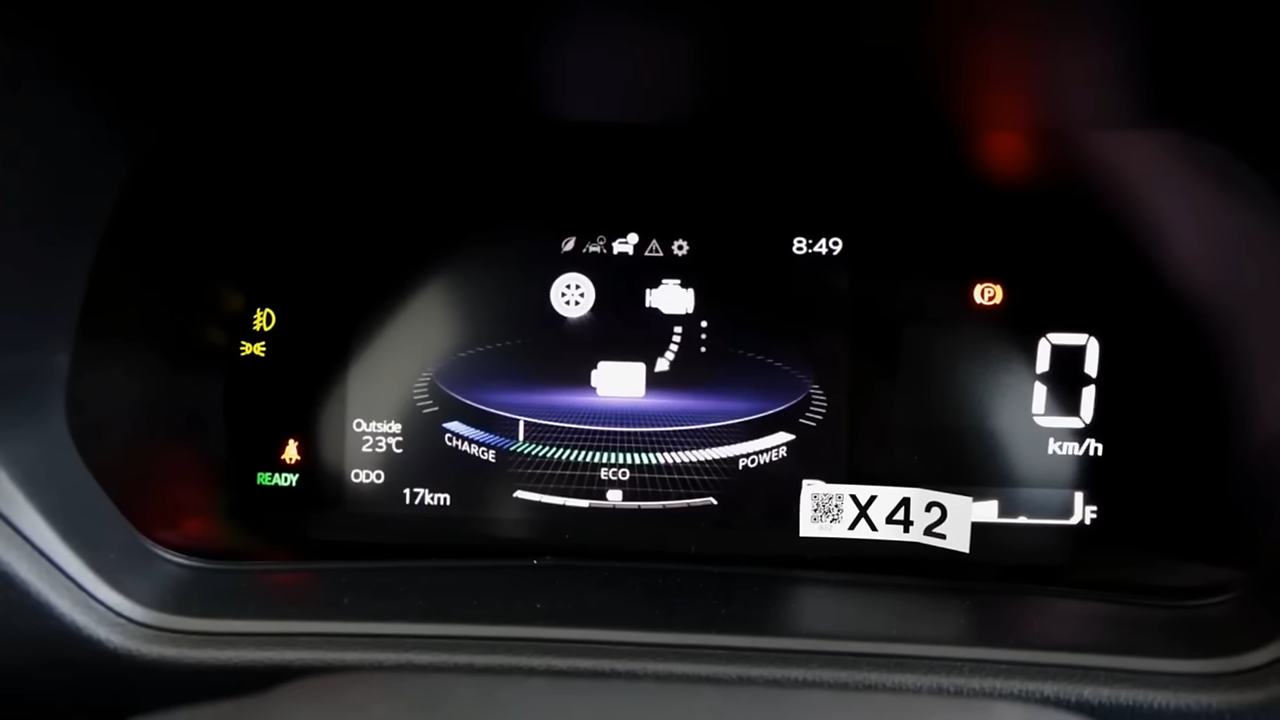 8:49
P
0
km/h
Outside
23℃
CHARGE
POWER
ECO
READY
ODO
17km
X42
F